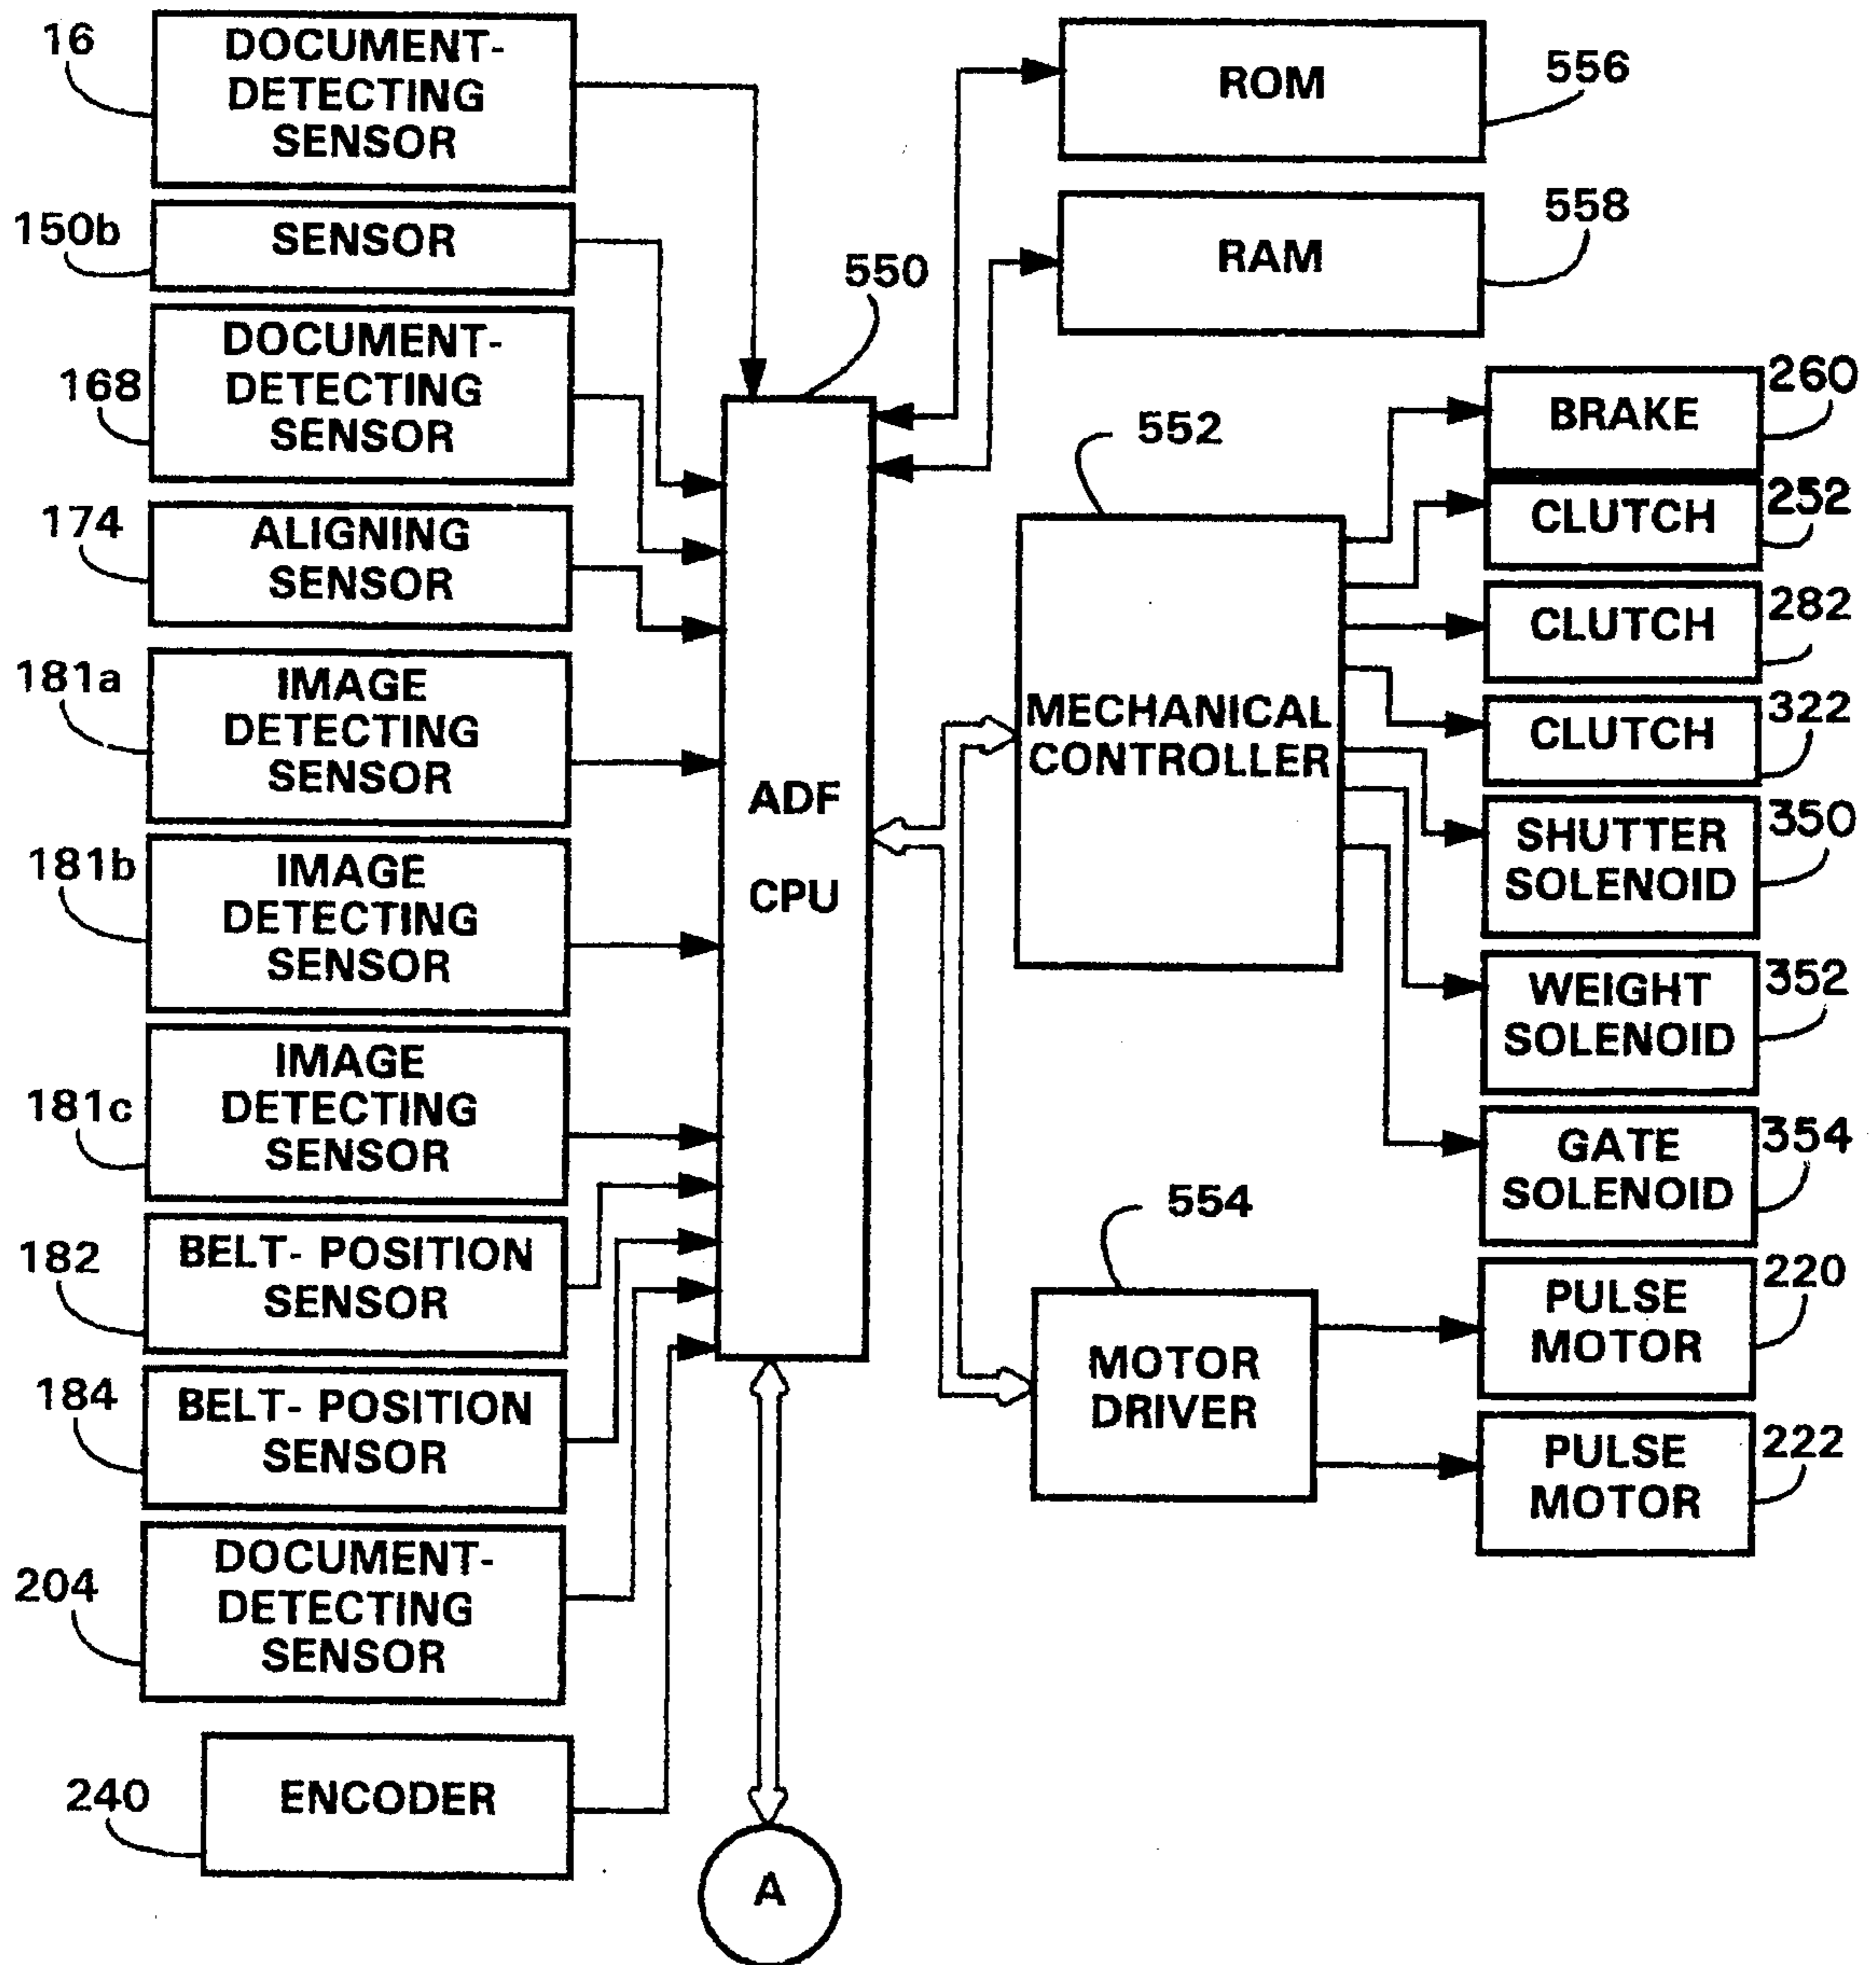 16
DOCUMENT-
DETECTING
SENSOR
150b
SENSOR
168
DOCUMENT-
DETECTING
SENSOR
174
ALIGNING
SENSOR
181a
IMAGE
DETECTING
SENSOR
181b
IMAGE
DETECTING
SENSOR
181c
IMAGE
DETECTING
SENSOR
182
BELT- POSITION
SENSOR
184
BELT- POSITION
SENSOR
204
DOCUMENT-
DETECTING
SENSOR
240
ENCODER
550
ADF
CPU
A
ROM
556
RAM
558
552
MECHANICAL
CONTROLLER
554
MOTOR
DRIVER
BRAKE
260
CLUTCH
252
CLUTCH
282
CLUTCH
322
SHUTTER
SOLENOID
350
WEIGHT
SOLENOID
352
GATE
SOLENOID
354
PULSE
MOTOR
220
PULSE
MOTOR
222